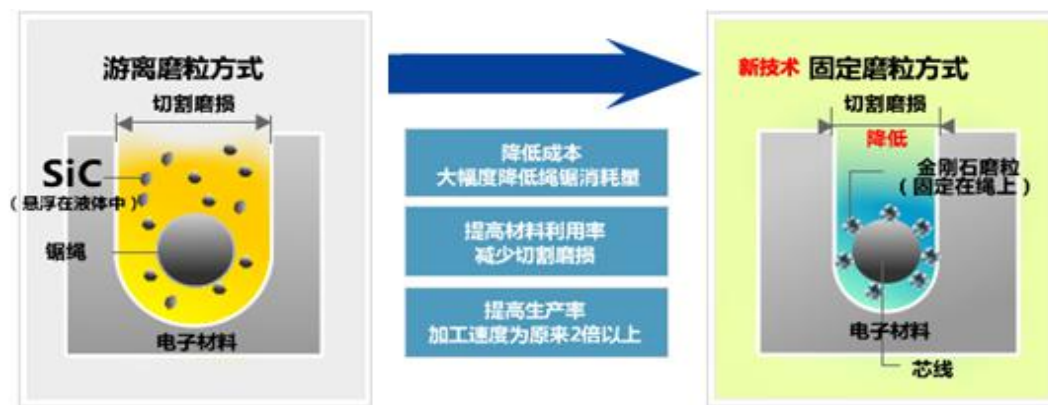 游离磨粒方式
切割磨损
SiC
（悬浮在液体中）
锯绳
电子材料
降低成本
大幅度降低绳锯消耗量
提高材料利用率
减少切割磨损
提高生产率
加工速度为原来2倍以上
新技术 固定磨粒方式
切割磨损
降低
金刚石磨粒
（固定在绳上）
电子材料
芯线